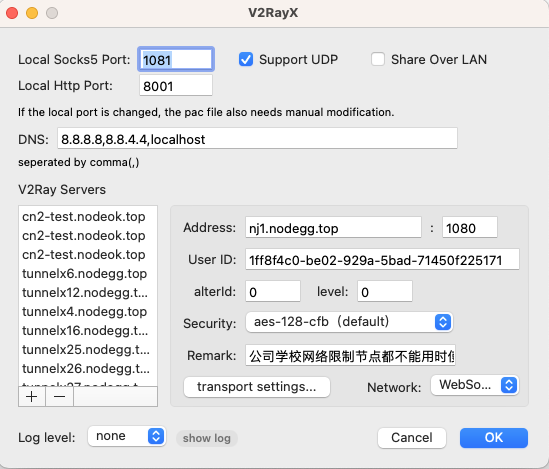 V2RayX
Local Socks5 Port: 1081 Support UDP Share Over LAN
Local Http Port: 8001
If the local port is changed, the pac file also needs manual modification.
DNS: 8.8.8.8,8.8.4.4,localhost
seperated by comma(,)
V2Ray Servers
cn2-test.nodeok.top
cn2-test.nodeok.top
cn2-test.nodeok.top
tunnelx6.nodegg.top
tunnelx12.nodegg.t...
tunnelx4.nodegg.top
tunnelx16.nodegg.t...
tunnelx25.nodegg.t...
tunnelx26.nodegg.t...
tunnelx27.nodegg.t...
+ −
Address: nj1.nodegg.top : 1080
User ID: 1ff8f4c0-be02-929a-5bad-71450f225171
alterId: 0 level: 0
Security: aes-128-cfb (default)
Remark: 公司学校网络限制节点都不能用时使
transport settings... Network: WebSo...
Log level: none show log Cancel OK